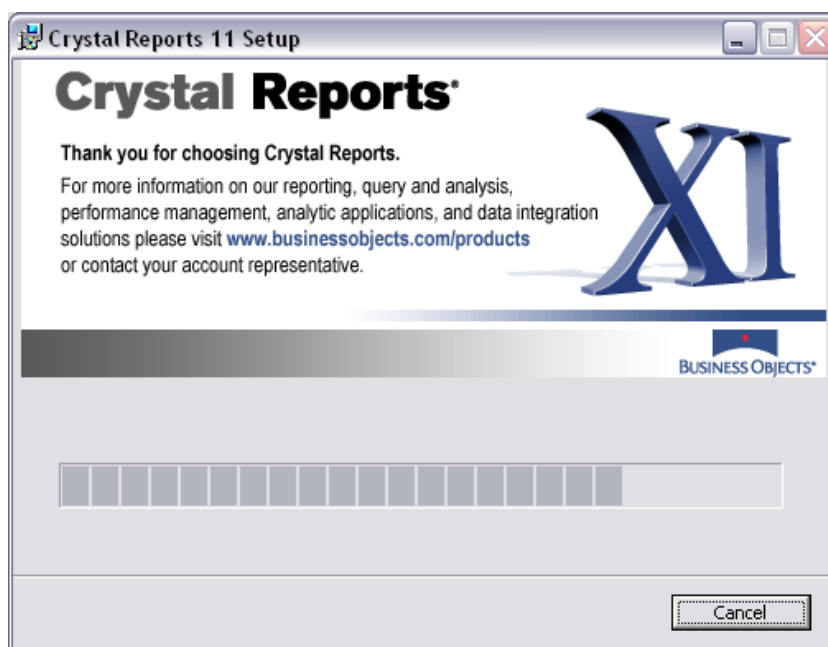 Crystal Reports 11 Setup
Crystal Reports®
XI
Thank you for choosing Crystal Reports.
For more information on our reporting, query and analysis,
performance management, analytic applications, and data integration
solutions please visit www.businessobjects.com/products
or contact your account representative.
BUSINESS OBJECTS®
Cancel